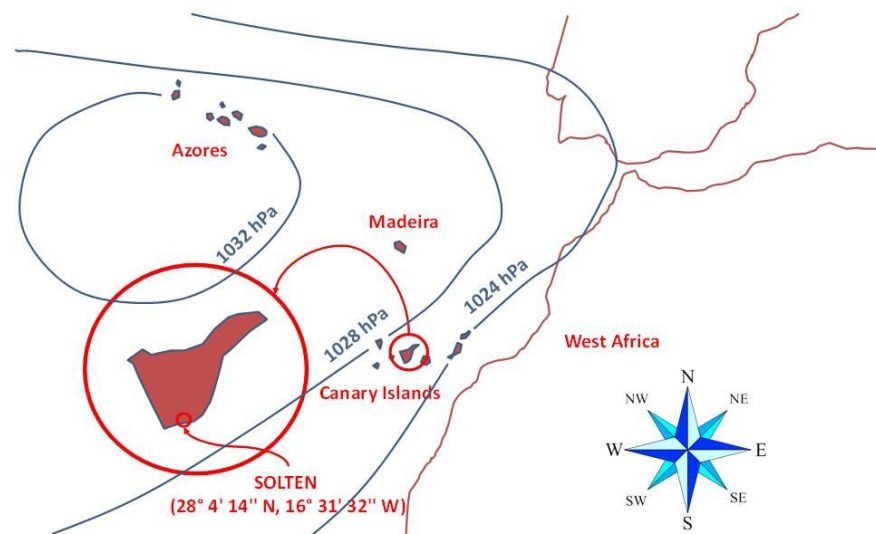 Azores
Madeira
1032 hPa
1024 hPa
1028 hPa
West Africa
Canary Islands
SOLTEN
(28° 4' 14'' N, 16° 31' 32'' W)
N
NW
NE
W
E
SW
SE
S